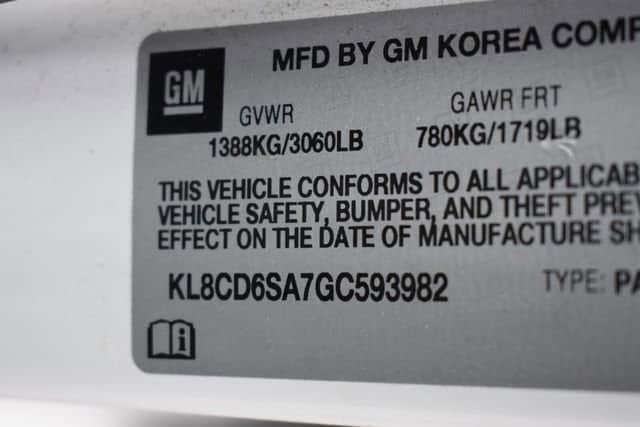 GM
MFD BY GM KOREA COMP
GVWR
GAWR FRT
1388KG/3060LB
780KG/1719LB
THIS VEHICLE CONFORMS TO ALL APPLICAB
VEHICLE SAFETY, BUMPER, AND THEFT PREV
EFFECT ON THE DATE OF MANUFACTURE SH
KL8CD6SA7GC593982
TYPE: PA
i